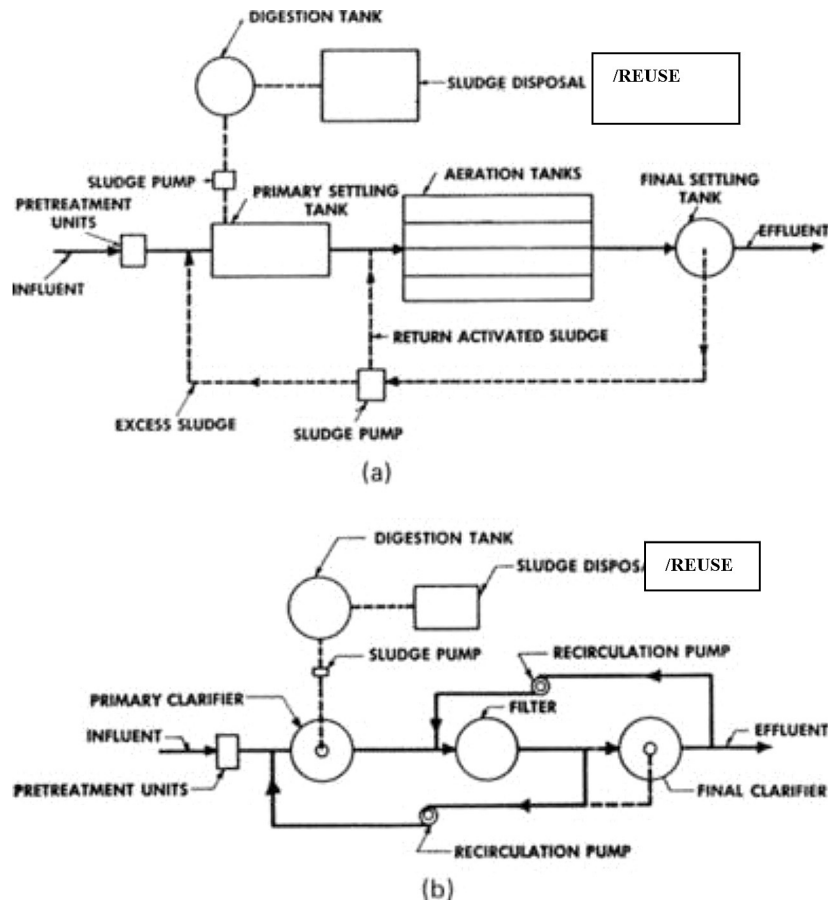 DIGESTION TANK
SLUDGE DISPOSAL
/REUSE
SLUDGE PUMP
PRIMARY SETTLING
TANK
AERATION TANKS
FINAL SETTLING
TANK
PRETREATMENT
UNITS
EFFLUENT
INFLUENT
RETURN ACTIVATED SLUDGE
EXCESS SLUDGE
SLUDGE PUMP
(a)
DIGESTION TANK
SLUDGE DISPOSA
/REUSE
SLUDGE PUMP
RECIRCULATION PUMP
PRIMARY CLARIFIER
FILTER
INFLUENT
EFFLUENT
PRETREATMENT UNITS
FINAL CLARIFIER
RECIRCULATION PUMP
(b)